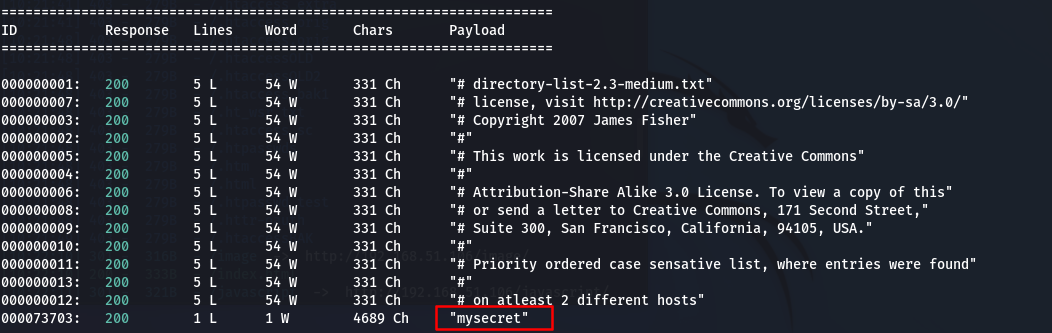 ==================================================================
ID Response Lines Word Chars Payload
==================================================================
000000001: 200 5 L 54 W 331 Ch "# directory-list-2.3-medium.txt"
000000007: 200 5 L 54 W 331 Ch "# license, visit http://creativecommons.org/licenses/by-sa/3.0/"
000000003: 200 5 L 54 W 331 Ch "# Copyright 2007 James Fisher"
000000002: 200 5 L 54 W 331 Ch "#"
000000005: 200 5 L 54 W 331 Ch "# This work is licensed under the Creative Commons"
000000004: 200 5 L 54 W 331 Ch "#"
000000006: 200 5 L 54 W 331 Ch "# Attribution-Share Alike 3.0 License. To view a copy of this"
000000008: 200 5 L 54 W 331 Ch "# or send a letter to Creative Commons, 171 Second Street,"
000000009: 200 5 L 54 W 331 Ch "# Suite 300, San Francisco, California, 94105, USA."
000000010: 200 5 L 54 W 331 Ch "#"
000000011: 200 5 L 54 W 331 Ch "# Priority ordered case sensative list, where entries were found"
000000013: 200 5 L 54 W 331 Ch "#"
000000012: 200 5 L 54 W 331 Ch "# on atleast 2 different hosts"
000073703: 200 1 L 1 W 4689 Ch "mysecret"